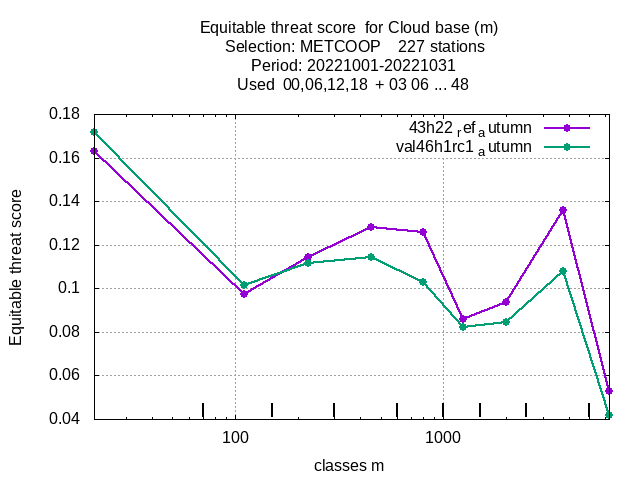 Equitable threat score for Cloud base (m)
Selection: METCOOP 227 stations
Period: 20221001-20221031
Used 00,06,12,18 + 03 06 ... 48
43h22 ref autumn
val46h1rc1 autumn
Equitable threat score
0.18
0.16
0.14
0.12
0.1
0.08
0.06
0.04
100
1000
classes m